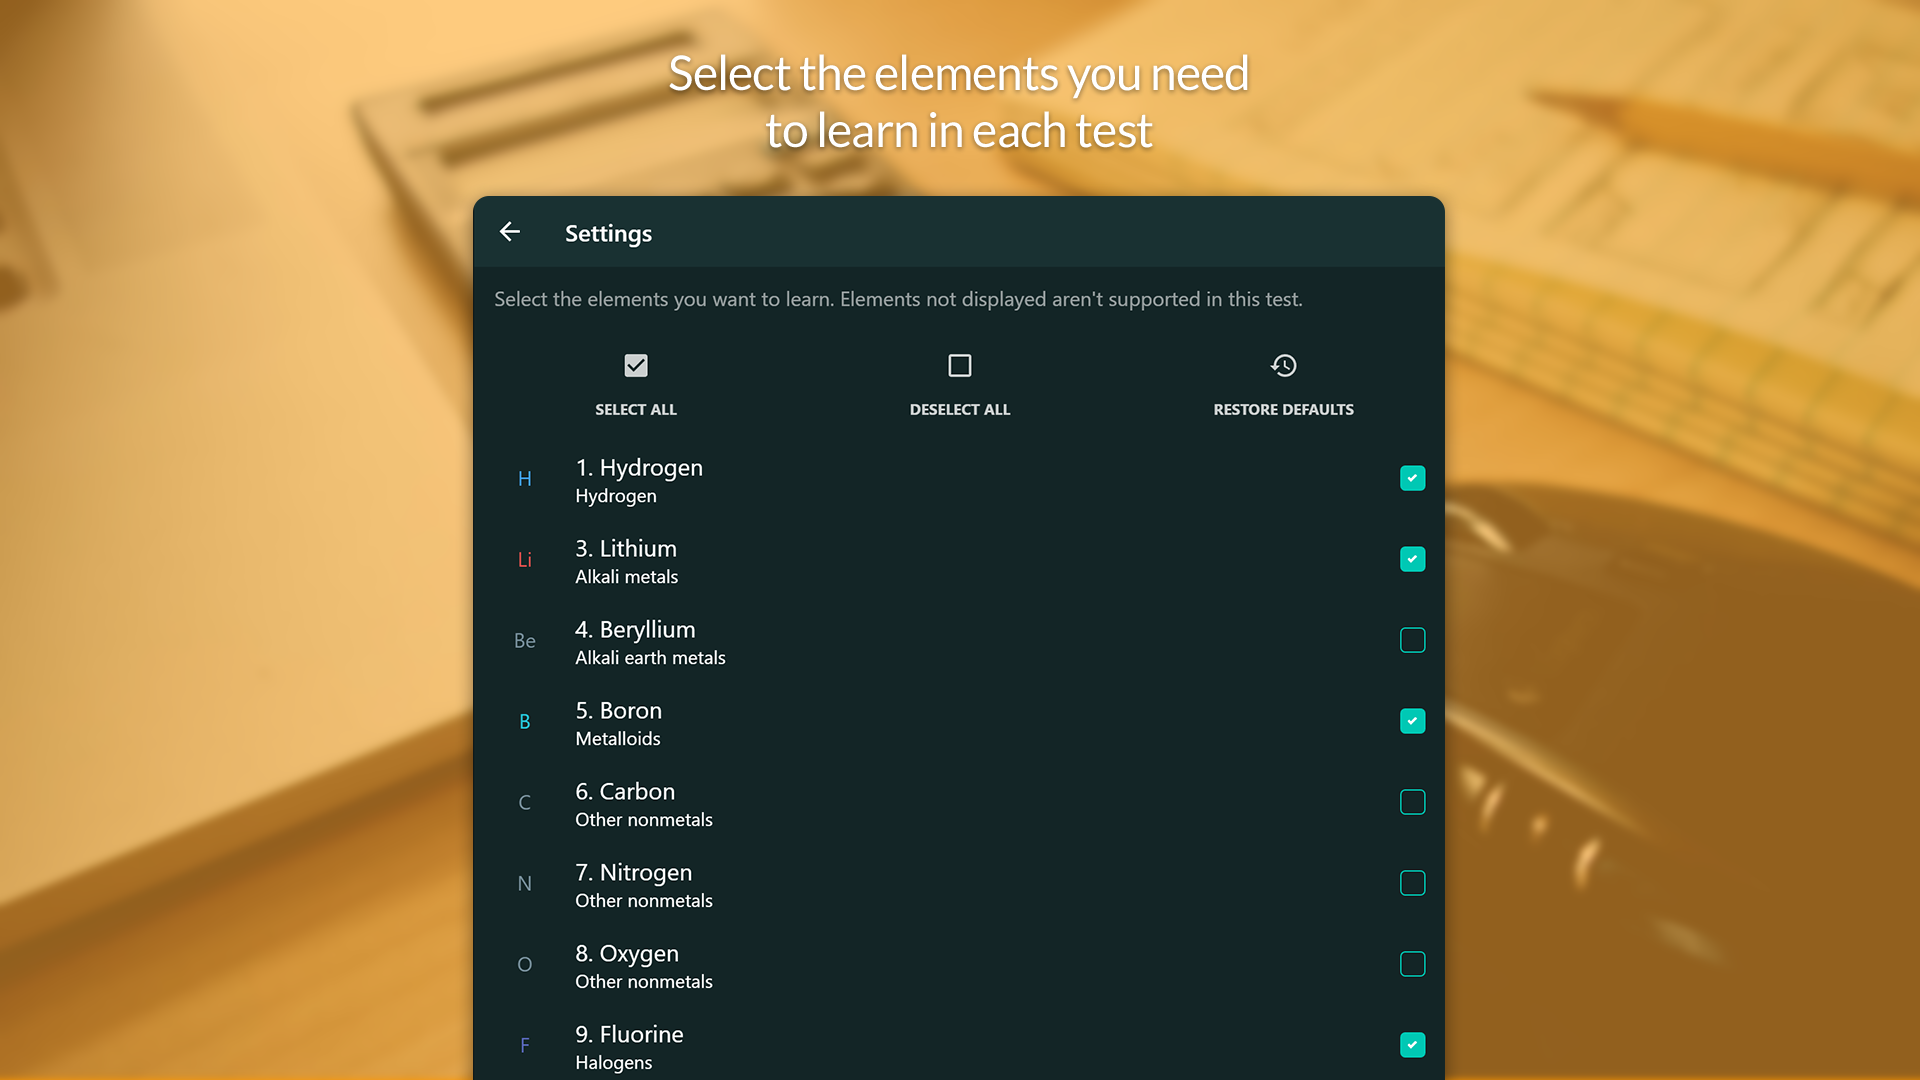 Select the elements you need
to learn in each test
Settings
Select the elements you want to learn. Elements not displayed aren't supported in this test.
SELECT ALL
DESELECT ALL
RESTORE DEFAULTS
H
1. Hydrogen
Hydrogen
Li
3. Lithium
Alkali metals
Be
4. Beryllium
Alkali earth metals
B
5. Boron
Metalloids
C
6. Carbon
Other nonmetals
N
7. Nitrogen
Other nonmetals
O
8. Oxygen
Other nonmetals
F
9. Fluorine
Halogens